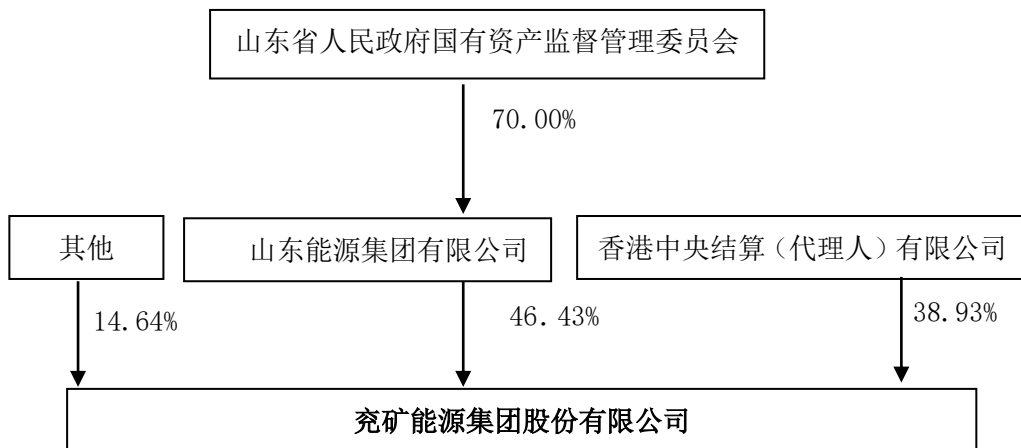 山东省人民政府国有资产监督管理委员会
70.00%
其他
山东能源集团有限公司
香港中央结算（代理人）有限公司
14.64%
46.43%
38.93%
兖矿能源集团股份有限公司